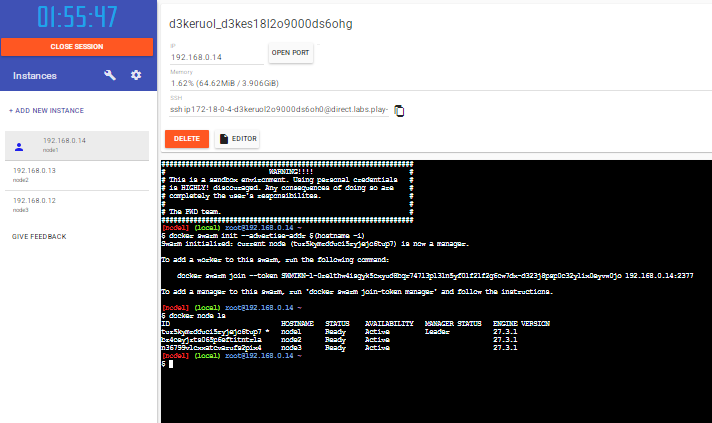 01:55:47
CLOSE SESSION
Instances
+ ADD NEW INSTANCE
192.168.0.14
node1
192.168.0.13
node2
192.168.0.12
node3
GIVE FEEDBACK
d3keruol_d3kes18l2o9000ds6ohg
IP
192.168.0.14
OPEN PORT
Memory
1.62% (64.62MiB / 3.906GiB)
SSH
ssh ip172-18-0-4-d3keruol2o9000ds6oh0@direct.labs.play-
DELETE
EDITOR
###############################################################
# WARNING!!!! #
# This is a sandbox environment. Using personal credentials #
# is HIGHLY! discouraged. Any consequences of doing so are #
# completely the user's responsibilites. #
# #
# The PWD team. #
###############################################################
[node1] (local) root@192.168.0.14 ~
$ docker swarm init --advertise-addr $(hostname -i)
Swarm initialized: current node is now a manager.
To add a worker to this swarm, run the following command:
docker swarm join --token 192.168.0.14:2377
To add a manager to this swarm, run 'docker swarm join-token manager' and follow the instructions.
[node1] (local) root@192.168.0.14 ~
$ docker node ls
ID HOSTNAME STATUS AVAILABILITY MANAGER STATUS ENGINE VERSION
* node1 Ready Active Leader 27.3.1
node2 Ready Active 27.3.1
node3 Ready Active 27.3.1
[node1] (local) root@192.168.0.14 ~
$